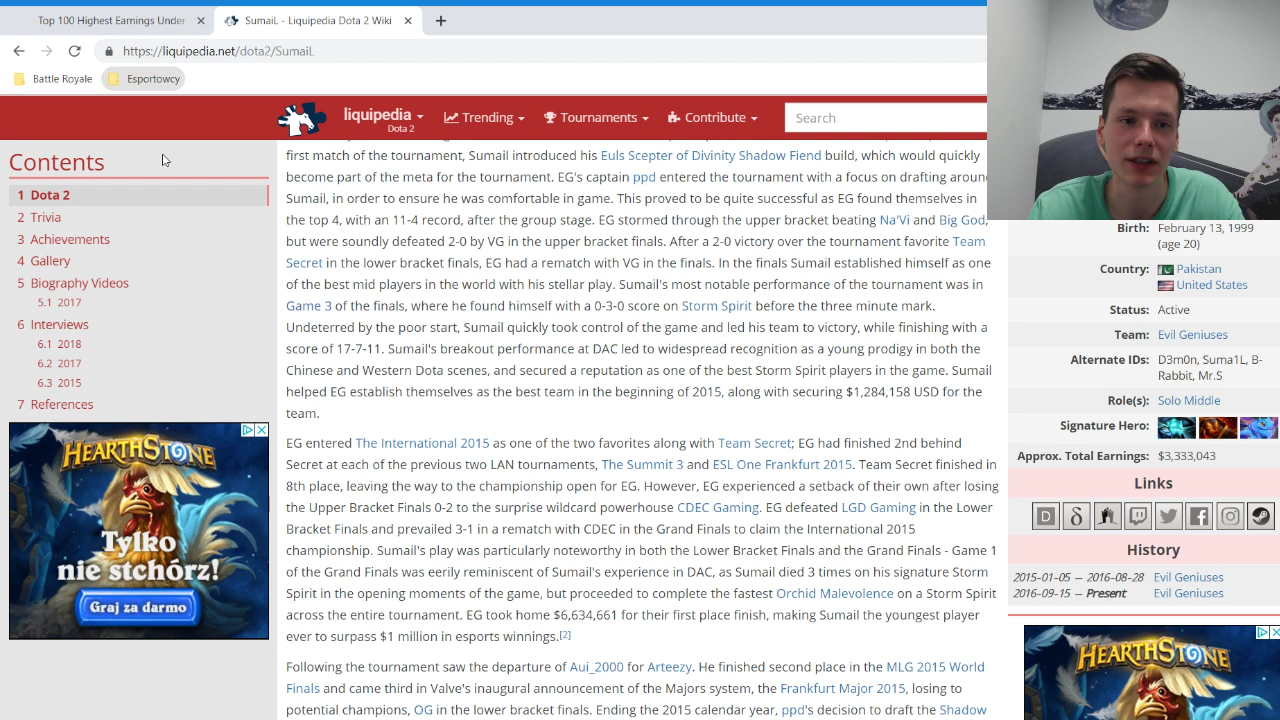 Top 100 Highest Earnings Under
SumaiL - Liquipedia Dota 2 Wiki
https://liquipedia.net/dota2/SumaiL
Battle Royale
Esportowcy
liquipedia
Dota 2
Trending
Tournaments
Contribute
Search
Contents
1 Dota 2
2 Trivia
3 Achievements
4 Gallery
5 Biography Videos
5.1 2017
6 Interviews
6.1 2018
6.2 2017
6.3 2015
7 References
HEARTHSTONE
Tylko
nie stchórz!
Graj za darmo
first match of the tournament, Sumail introduced his Euls Scepter of Divinity Shadow Fiend build, which would quickly
become part of the meta for the tournament. EG's captain ppd entered the tournament with a focus on drafting around
Sumail, in order to ensure he was comfortable in game. This proved to be quite successful as EG found themselves in
the top 4, with an 11-4 record, after the group stage. EG stormed through the upper bracket beating Na'Vi and Big God,
but were soundly defeated 2-0 by VG in the upper bracket finals. After a 2-0 victory over the tournament favorite Team
Secret in the lower bracket finals, EG had a rematch with VG in the finals. In the finals Sumail established himself as one
of the best mid players in the world with his stellar play. Sumail's most notable performance of the tournament was in
Game 3 of the finals, where he found himself with a 0-3-0 score on Storm Spirit before the three minute mark.
Undeterred by the poor start, Sumail quickly took control of the game and led his team to victory, while finishing with a
score of 17-7-11. Sumail's breakout performance at DAC led to widespread recognition as a young prodigy in both the
Chinese and Western Dota scenes, and secured a reputation as one of the best Storm Spirit players in the game. Sumail
helped EG establish themselves as the best team in the beginning of 2015, along with securing $1,284,158 USD for the
team.
EG entered The International 2015 as one of the two favorites along with Team Secret; EG had finished 2nd behind
Secret at each of the previous two LAN tournaments, The Summit 3 and ESL One Frankfurt 2015. Team Secret finished in
8th place, leaving the way to the championship open for EG. However, EG experienced a setback of their own after losing
the Upper Bracket Finals 0-2 to the surprise wildcard powerhouse CDEC Gaming. EG defeated LGD Gaming in the Lower
Bracket Finals and prevailed 3-1 in a rematch with CDEC in the Grand Finals to claim the International 2015
championship. Sumail's play was particularly noteworthy in both the Lower Bracket Finals and the Grand Finals - Game 1
of the Grand Finals was eerily reminiscent of Sumail's experience in DAC, as Sumail died 3 times on his signature Storm
Spirit in the opening moments of the game, but proceeded to complete the fastest Orchid Malevolence on a Storm Spirit
across the entire tournament. EG took home $6,634,661 for their first place finish, making Sumail the youngest player
ever to surpass $1 million in esports winnings.[2]
Following the tournament saw the departure of Aui_2000 for Arteezy. He finished second place in the MLG 2015 World
Finals and came third in Valve's inaugural announcement of the Majors system, the Frankfurt Major 2015, losing to
potential champions, OG in the lower bracket finals. Ending the 2015 calendar year, ppd's decision to draft the Shadow
Birth: February 13, 1999
(age 20)
Country: Pakistan
United States
Status: Active
Team: Evil Geniuses
Alternate IDs: D3m0n, Suma1L, B-
Rabbit, Mr.S
Role(s): Solo Middle
Signature Hero:
Approx. Total Earnings: $3,333,043
Links
History
2015-01-05 — 2016-08-28 Evil Geniuses
2016-09-15 — Present Evil Geniuses
HEARTHSTONE